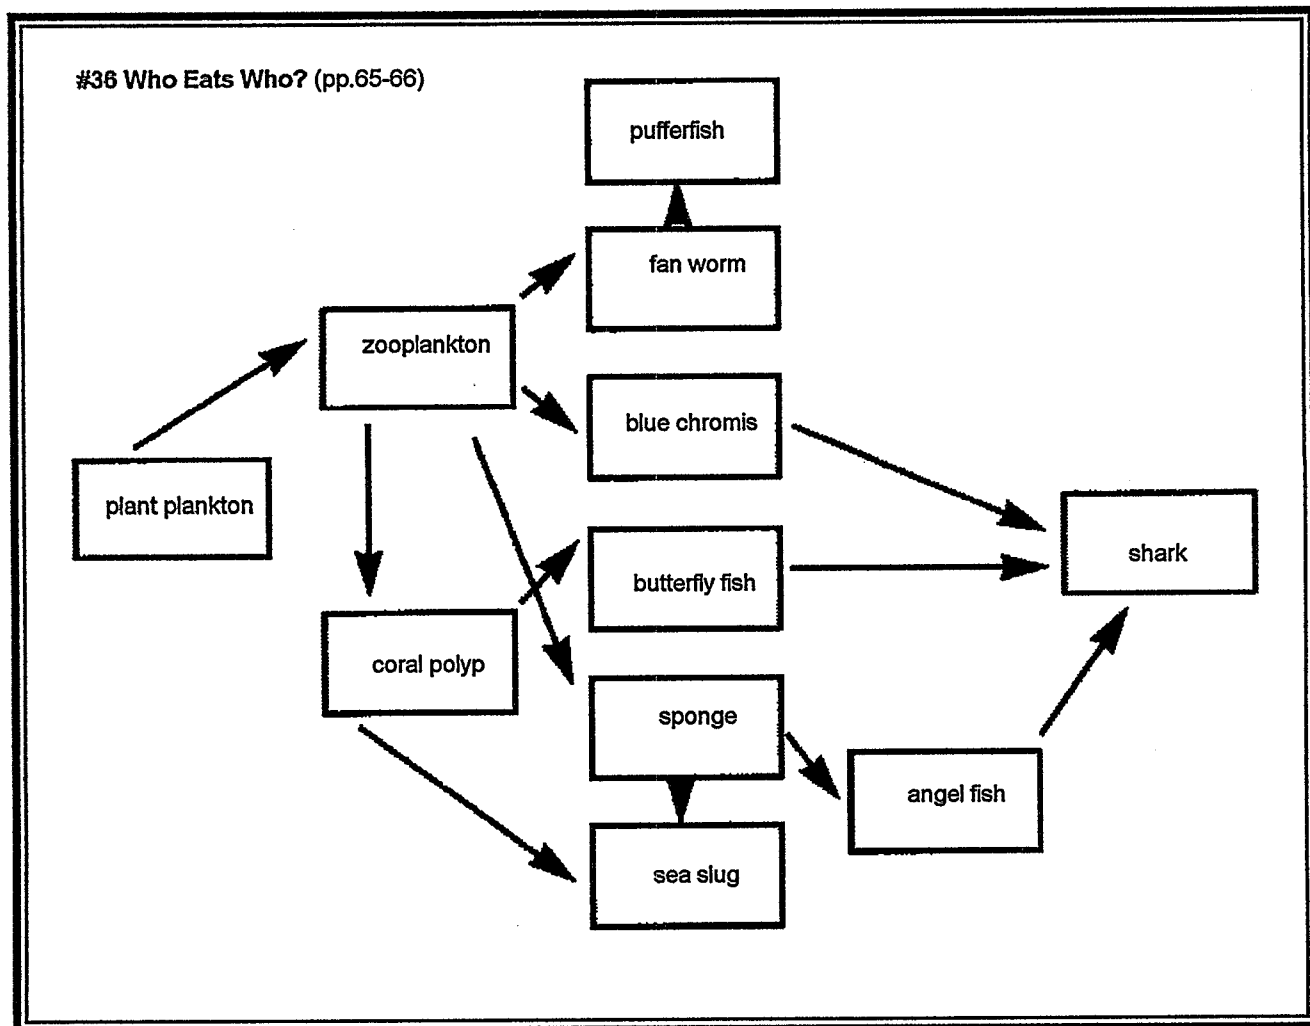 #36 Who Eats Who? (pp.65-66)
pufferfish
fan worm
zooplankton
blue chromis
plant plankton
shark
butterfly fish
coral polyp
sponge
angel fish
sea slug